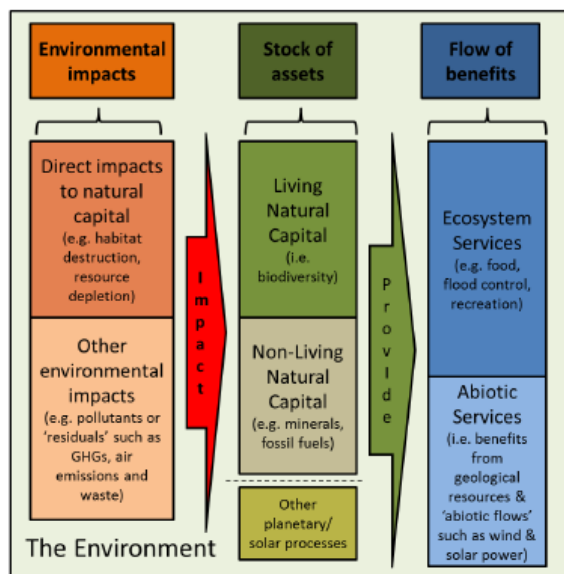 Environmental
impacts
Stock of
assets
Flow of
benefits
Direct impacts
to natural
capital
(e.g. habitat
destruction,
resource
depletion)
Other
environmental
impacts
(e.g. pollutants or
‘residuals’ such as
GHGs, air
emissions and
waste)
Impact
Living
Natural
Capital
(i.e.
biodiversity)
Non-Living
Natural
Capital
(e.g. minerals,
fossil fuels)
Other
planetary/
solar processes
Provide
Ecosystem
Services
(e.g. food,
flood control,
recreation)
Abiotic
Services
(i.e. benefits
from
geological
resources &
‘abiotic flows’
such as wind &
solar power)
The Environment